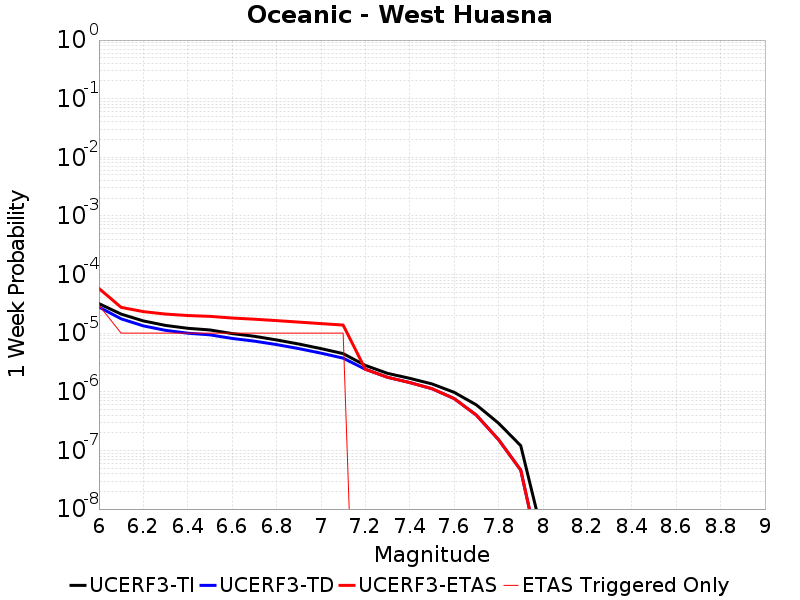 Oceanic - West Huasna
1 Week Probability
10^0
10^-1
10^-2
10^-3
10^-4
10^-5
10^-6
10^-7
10^-8
6 6.2 6.4 6.6 6.8 7 7.2 7.4 7.6 7.8 8 8.2 8.4 8.6 8.8 9
Magnitude
UCERF3-TI UCERF3-TD UCERF3-ETAS ETAS Triggered Only